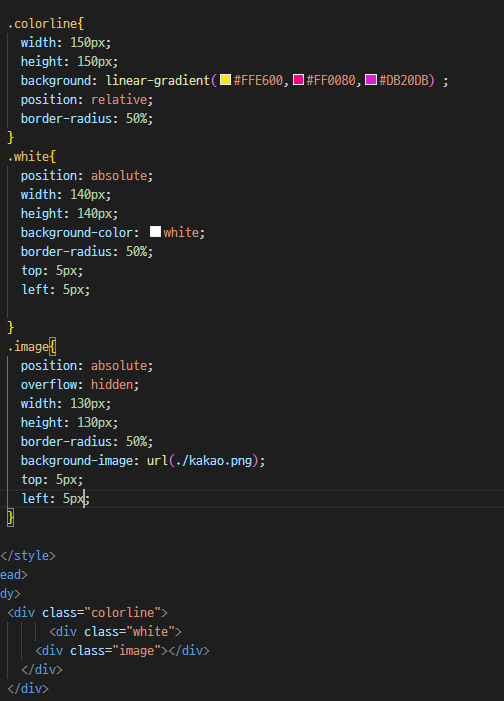 .colorline{
width: 150px;
height: 150px;
background: linear-gradient(#FFE600,#FF0080,#DB20DB) ;
position: relative;
border-radius: 50%;
}
.white{
position: absolute;
width: 140px;
height: 140px;
background-color: white;
border-radius: 50%;
top: 5px;
left: 5px;
}
.image{
position: absolute;
overflow: hidden;
width: 130px;
height: 130px;
border-radius: 50%;
background-image: url(./kakao.png);
top: 5px;
left: 5px;
}
</style>
ead>
dy>
<div class="colorline">
<div class="white">
<div class="image"></div>
</div>
</div>